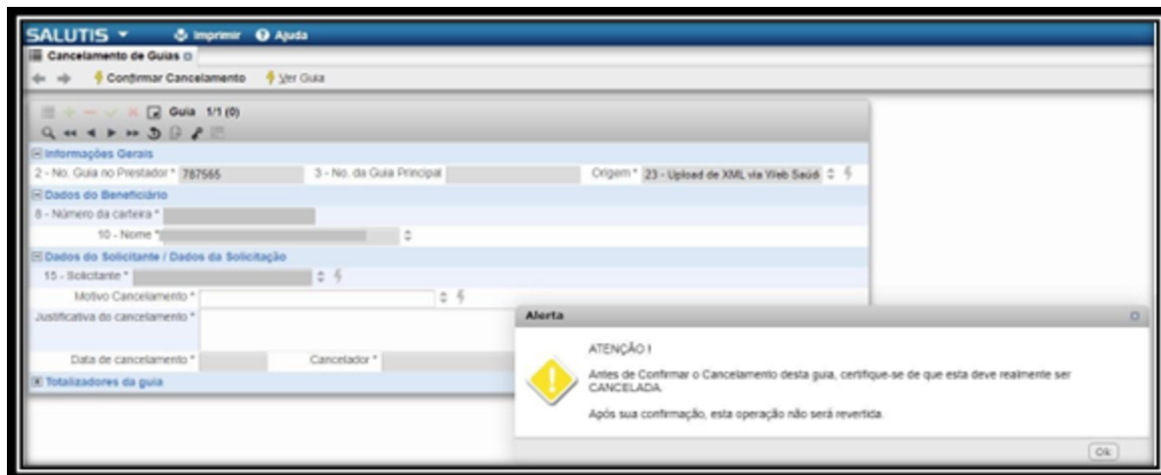 SALUTIS Imprimir Ajuda
Cancelamento de Guias
Confirmar Cancelamento Ver Guia
Guia 1/1 (0)
Informações Gerais
2 - No. Guia no Prestador * 787565 3 - No. da Guia Principal Origem * 23 - Upload de XML via Web Saúd
Dados do Beneficiário
8 - Número da carteira *
10 - Nome *
Dados do Solicitante / Dados da Solicitação
15 - Solicitante *
Motivo Cancelamento *
Justificativa do cancelamento *
Data de cancelamento * Cancelador *
Totalizadores da guia
Alerta
ATENÇÃO !
Antes de Confirmar o Cancelamento desta guia, certifique-se de que esta deve realmente ser
CANCELADA.
Após sua confirmação, esta operação não será revertida.
Ok